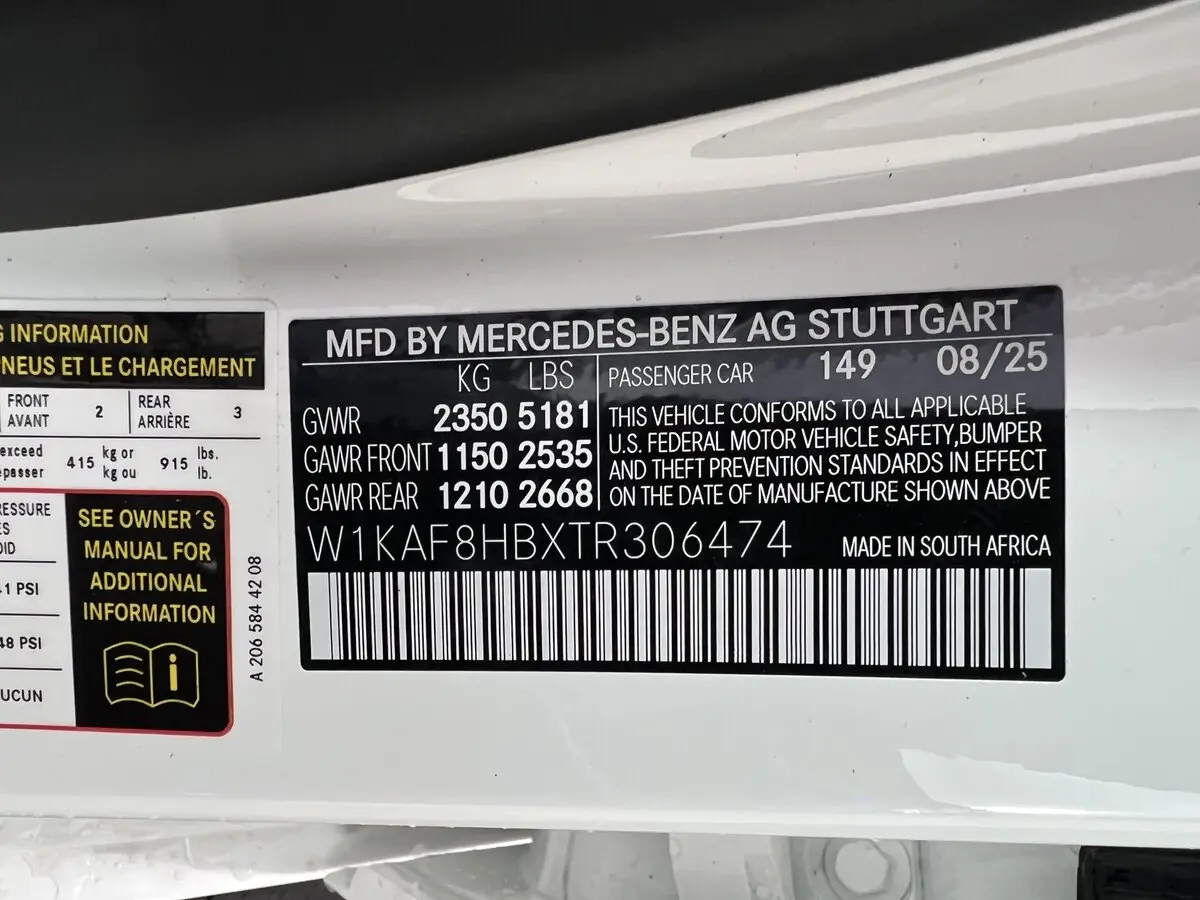 INFORMATION
PNEUS ET LE CHARGEMENT
FRONT
AVANT
2
REAR
ARRIÈRE
3
exceed
415
kg or
kg ou
915
lbs.
lb.
SEE OWNER´S
MANUAL FOR
ADDITIONAL
INFORMATION
PSI
48 PSI
A 206 584 42 08
MFD BY MERCEDES-BENZ AG STUTTGART
KG LBS
GVWR 2350 5181
GAWR FRONT 1150 2535
GAWR REAR 1210 2668
PASSENGER CAR 149 08/25
THIS VEHICLE CONFORMS TO ALL APPLICABLE
U.S. FEDERAL MOTOR VEHICLE SAFETY,BUMPER
AND THEFT PREVENTION STANDARDS IN EFFECT
ON THE DATE OF MANUFACTURE SHOWN ABOVE
W1KAF8HBXTR306474
MADE IN SOUTH AFRICA